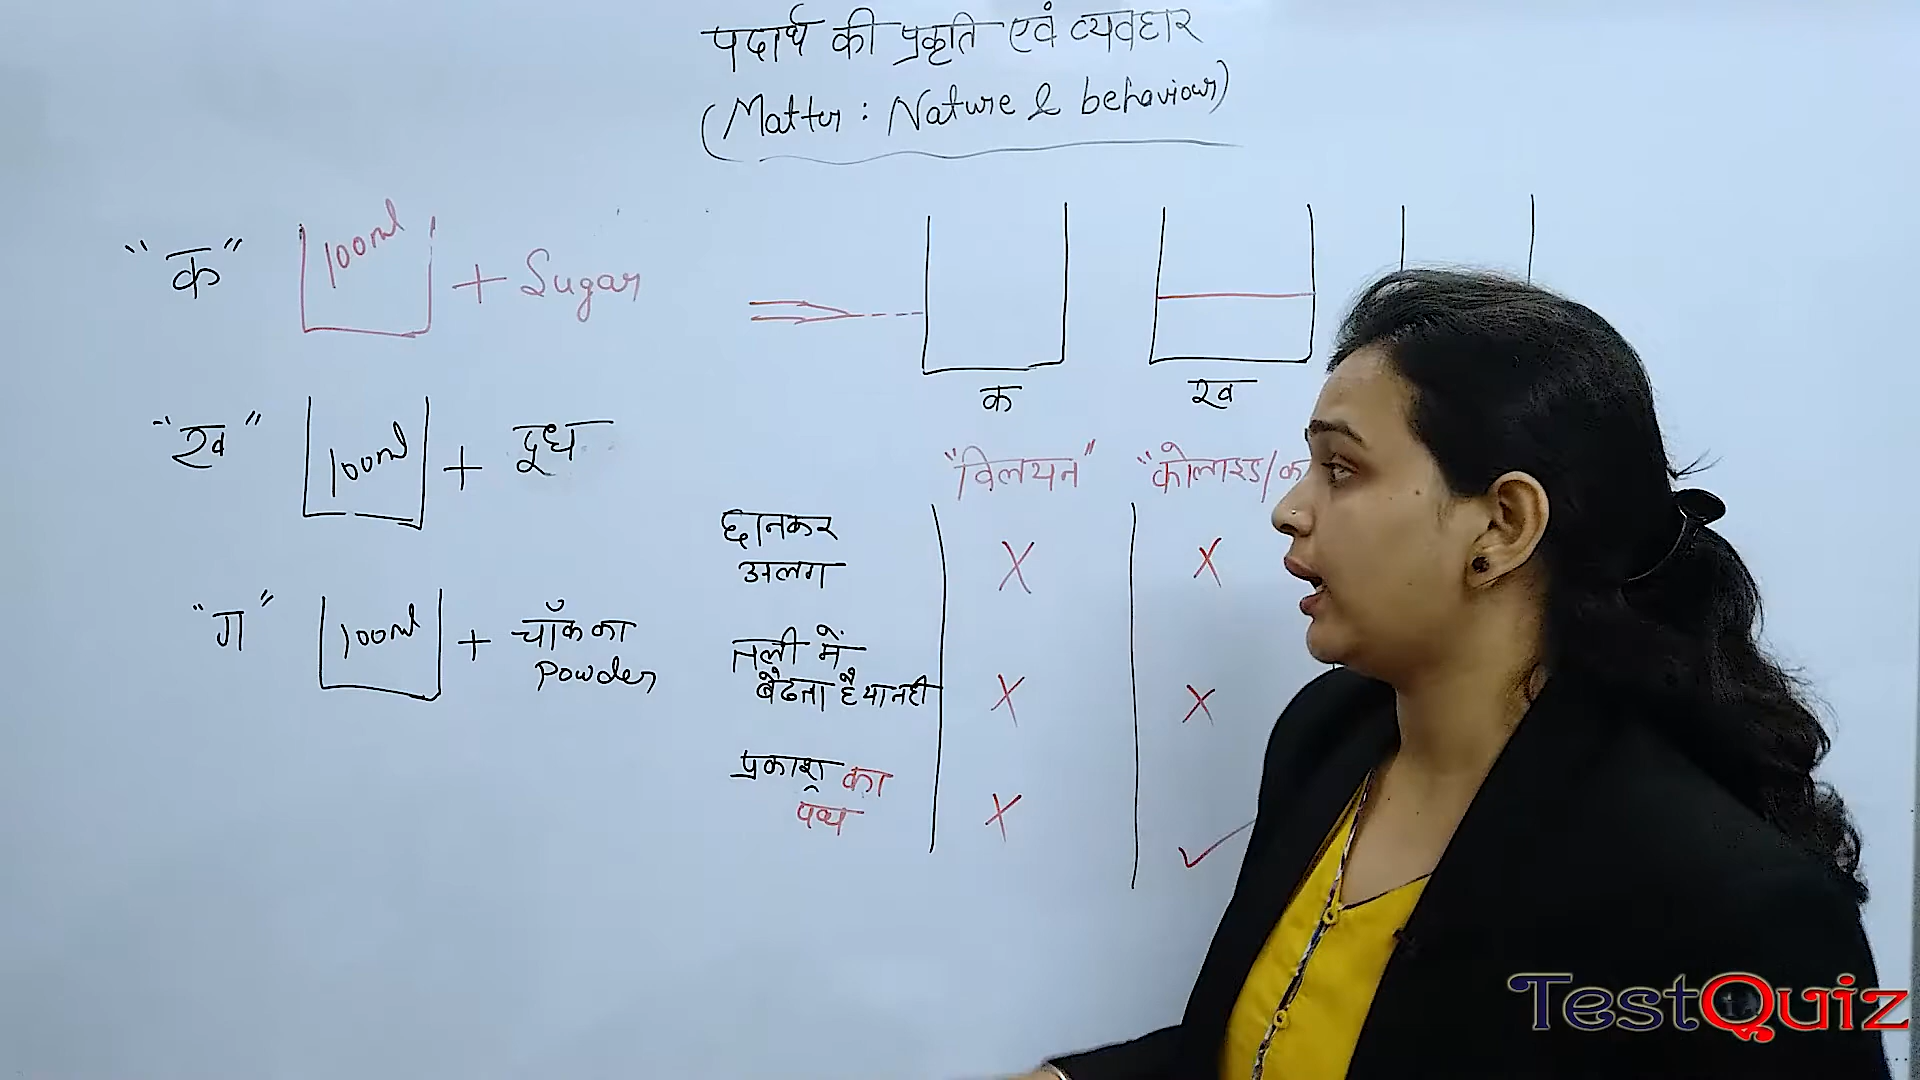 पदार्थ की प्रकृति एवं व्यवहार
(Matter : Nature & behaviour)
"क" 100ml + Sugar
"ख" 100ml + दूध
"ग" 100ml + चॉक का
Powder
क ख
"विलयन" "कोलाइड/
छानकर
अलग X X
तली में
बैठता है या नही X X
प्रकाश का
पथ X ✓
TestQuiz